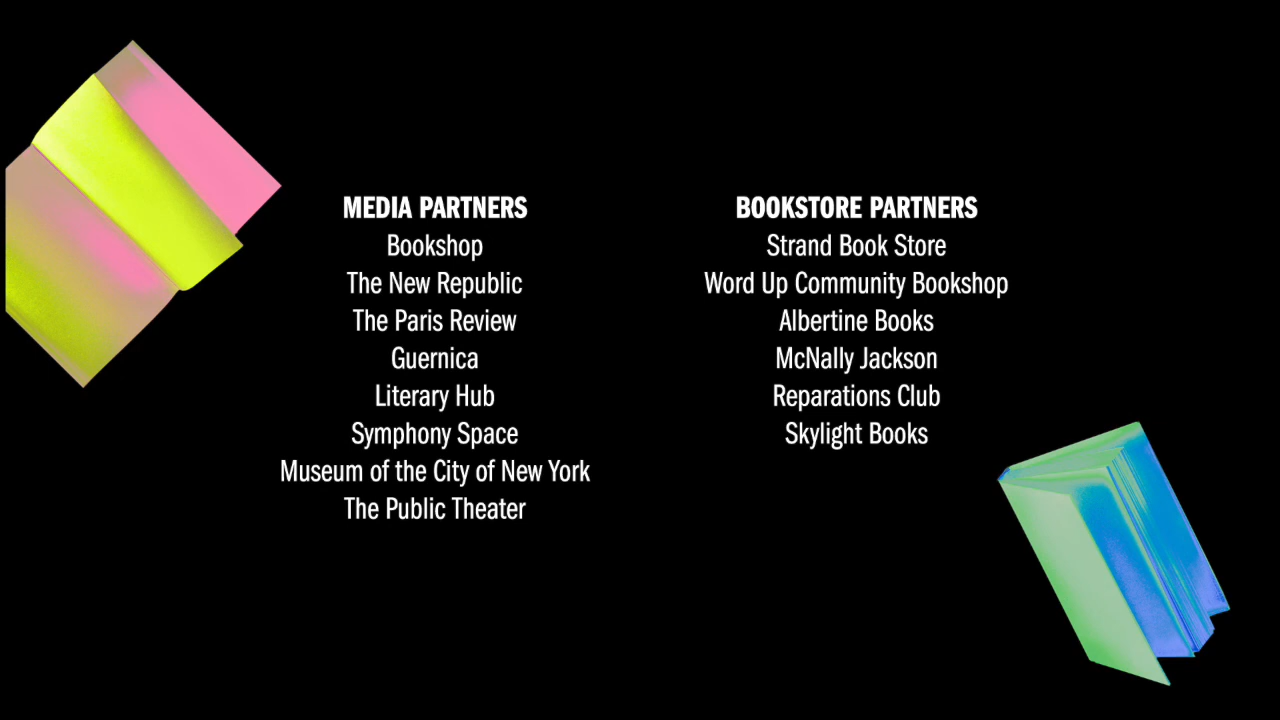 MEDIA PARTNERS
Bookshop
The New Republic
The Paris Review
Guernica
Literary Hub
Symphony Space
Museum of the City of New York
The Public Theater
BOOKSTORE PARTNERS
Strand Book Store
Word Up Community Bookshop
Albertine Books
McNally Jackson
Reparations Club
Skylight Books